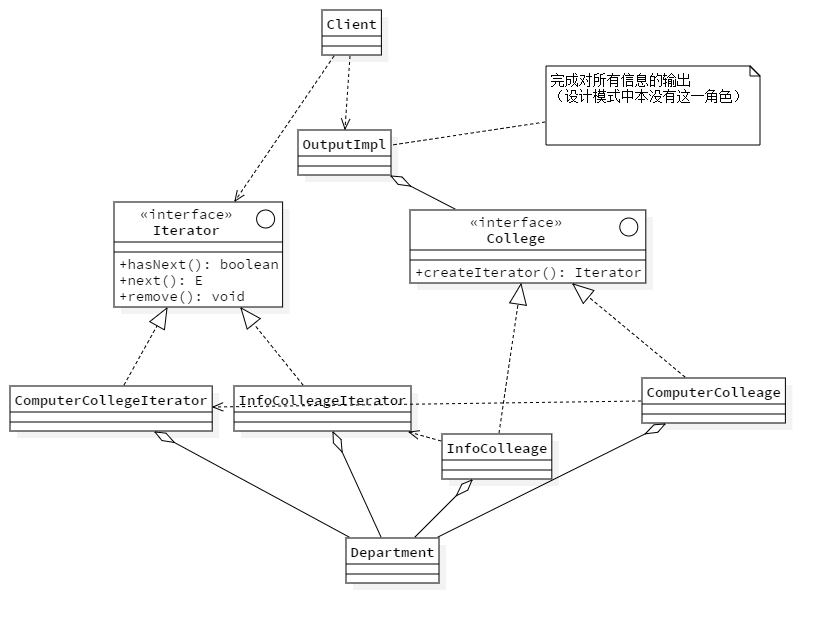 Client
完成对所有信息的输出
（设计模式中本没有这一角色）
OutputImpl
«interface»
Iterator
+hasNext(): boolean
+next(): E
+remove(): void
«interface»
College
+createIterator(): Iterator
ComputerCollegeIterator
InfoColleageIterator
ComputerColleage
InfoColleage
Department